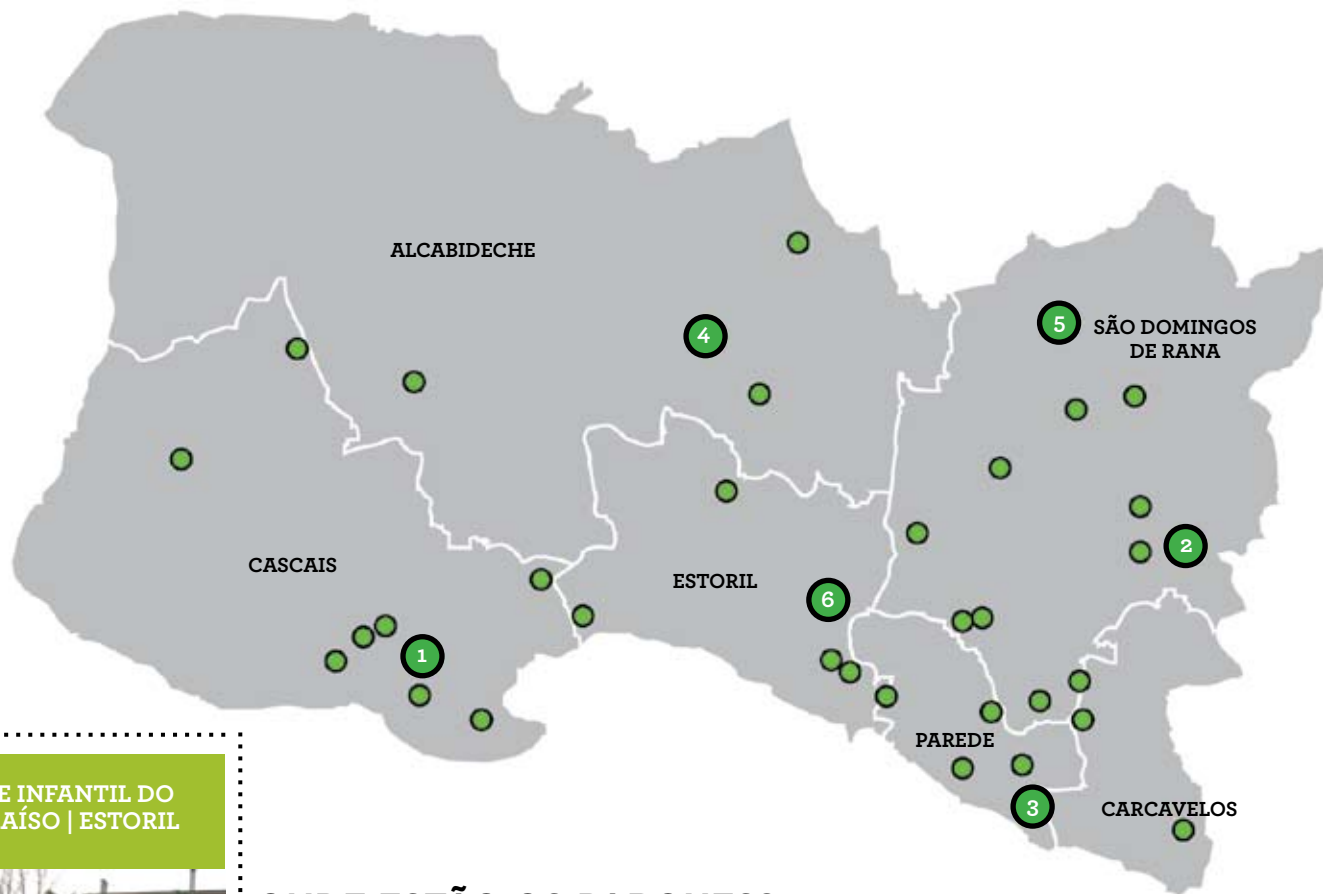 ALCABIDECHE
5
SÃO DOMINGOS
DE RANA
4
CASCAIS
ESTORIL
2
6
1
PAREDE
3
CARCAVELOS
E INFANTIL DO
AÍSO | ESTORIL